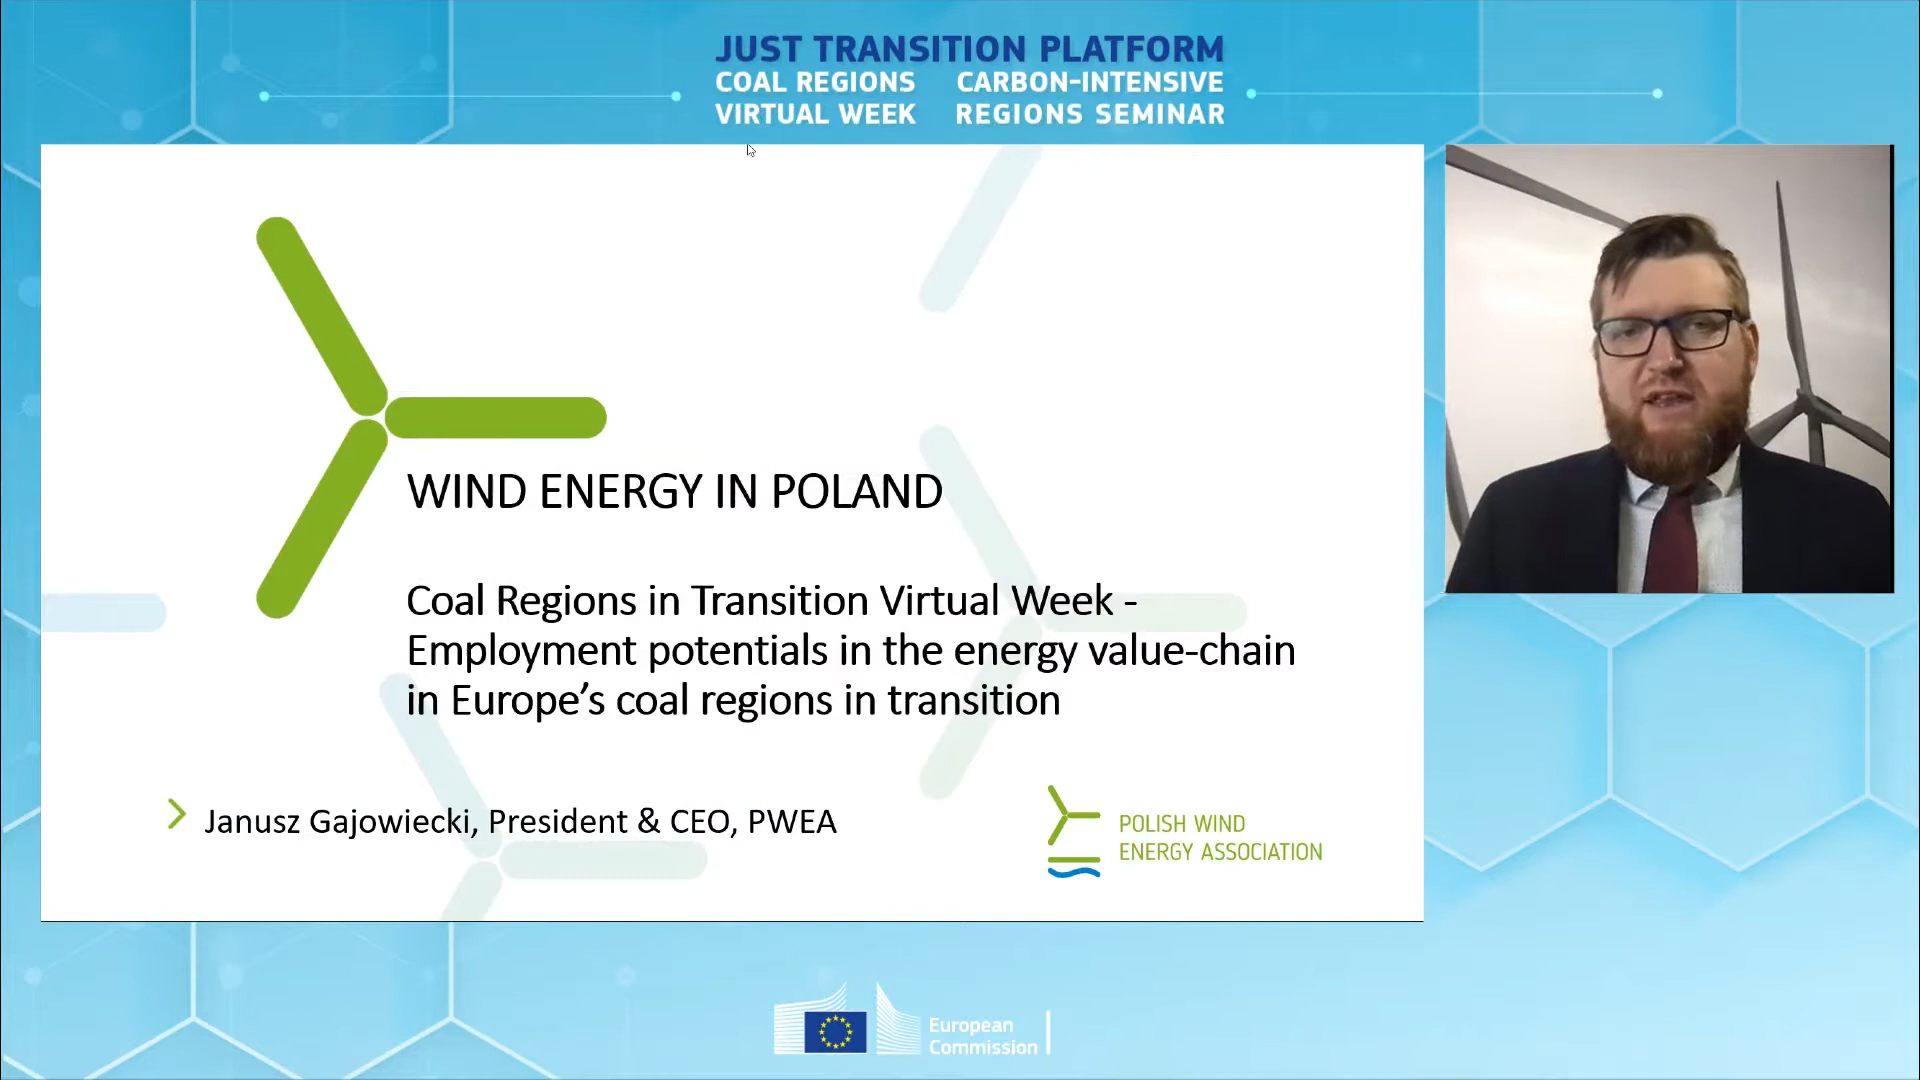 JUST TRANSITION PLATFORM
COAL REGIONS
VIRTUAL WEEK
CARBON-INTENSIVE
REGIONS SEMINAR
WIND ENERGY IN POLAND
Coal Regions in Transition Virtual Week -
Employment potentials in the energy value-chain
in Europe's coal regions in transition
Janusz Gajowiecki, President & CEO, PWEA
POLISH WIND
ENERGY ASSOCIATION
European
Commission